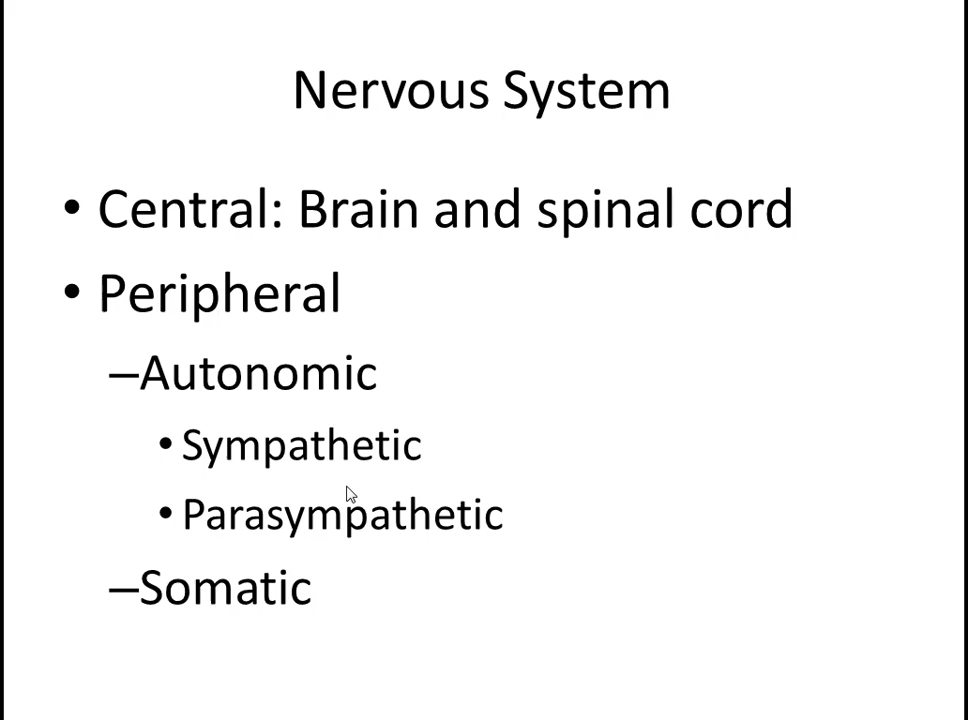 Nervous System
• Central: Brain and spinal cord
• Peripheral
–Autonomic
• Sympathetic
• Parasympathetic
–Somatic